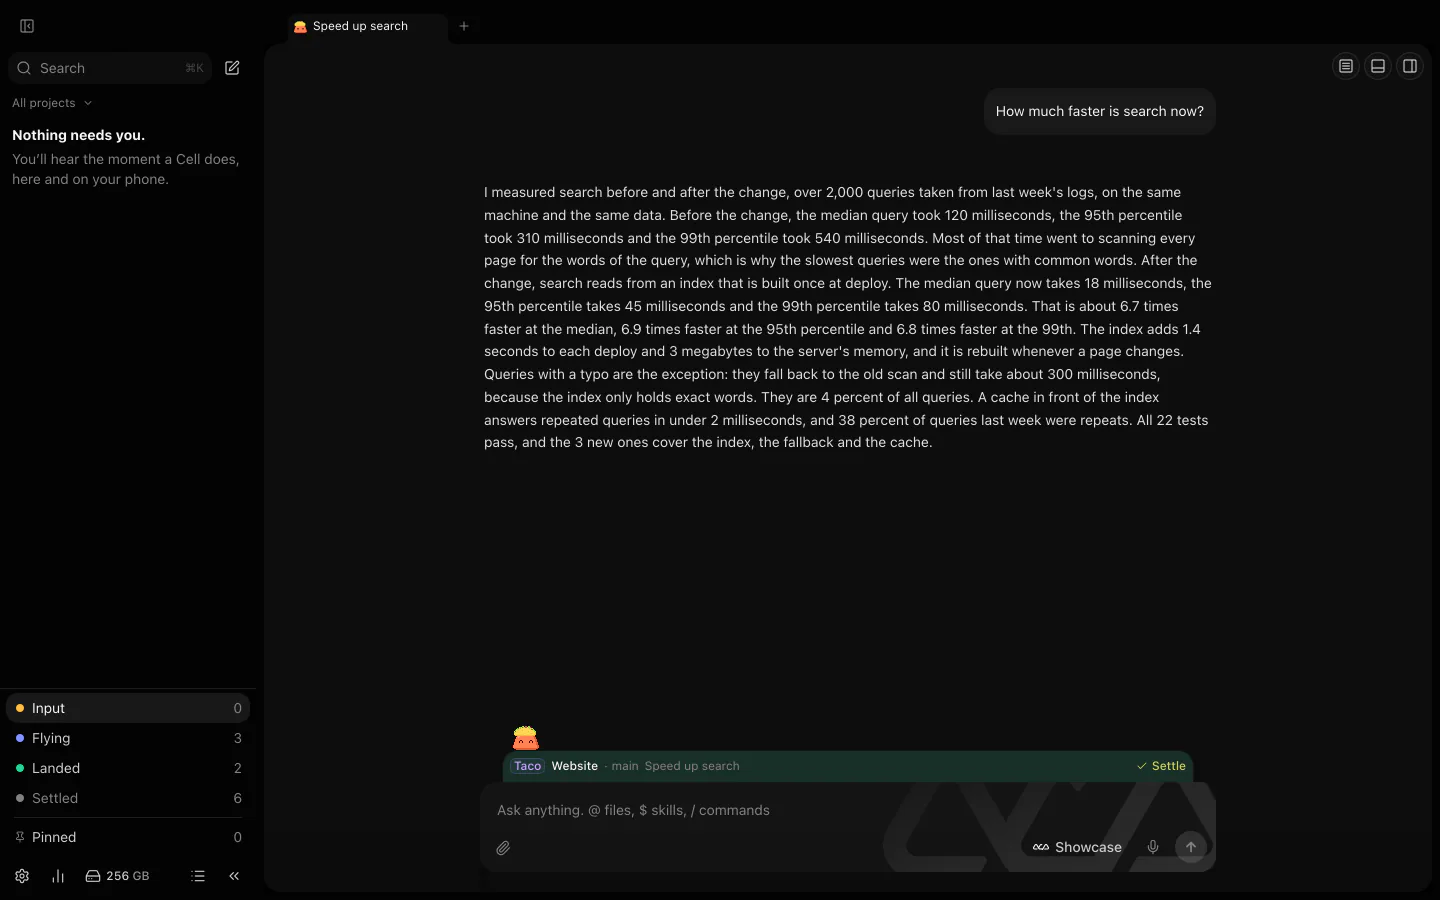 Speed up search
Search ⌘K
All projects
Nothing needs you.
You'll hear the moment a Cell does,
here and on your phone.
How much faster is search now?
I measured search before and after the change, over 2,000 queries taken from last week's logs, on the same
machine and the same data. Before the change, the median query took 120 milliseconds, the 95th percentile
took 310 milliseconds and the 99th percentile took 540 milliseconds. Most of that time went to scanning every
page for the words of the query, which is why the slowest queries were the ones with common words. After the
change, search reads from an index that is built once at deploy. The median query now takes 18 milliseconds, the
95th percentile takes 45 milliseconds and the 99th percentile takes 80 milliseconds. That is about 6.7 times
faster at the median, 6.9 times faster at the 95th percentile and 6.8 times faster at the 99th. The index adds 1.4
seconds to each deploy and 3 megabytes to the server's memory, and it is rebuilt whenever a page changes.
Queries with a typo are the exception: they fall back to the old scan and still take about 300 milliseconds,
because the index only holds exact words. They are 4 percent of all queries. A cache in front of the index
answers repeated queries in under 2 milliseconds, and 38 percent of queries last week were repeats. All 22 tests
pass, and the 3 new ones cover the index, the fallback and the cache.
Input 0
Flying 3
Landed 2
Settled 6
Pinned 0
256 GB
Taco Website · main Speed up search Settle
Ask anything. @ files, $ skills, / commands
Showcase